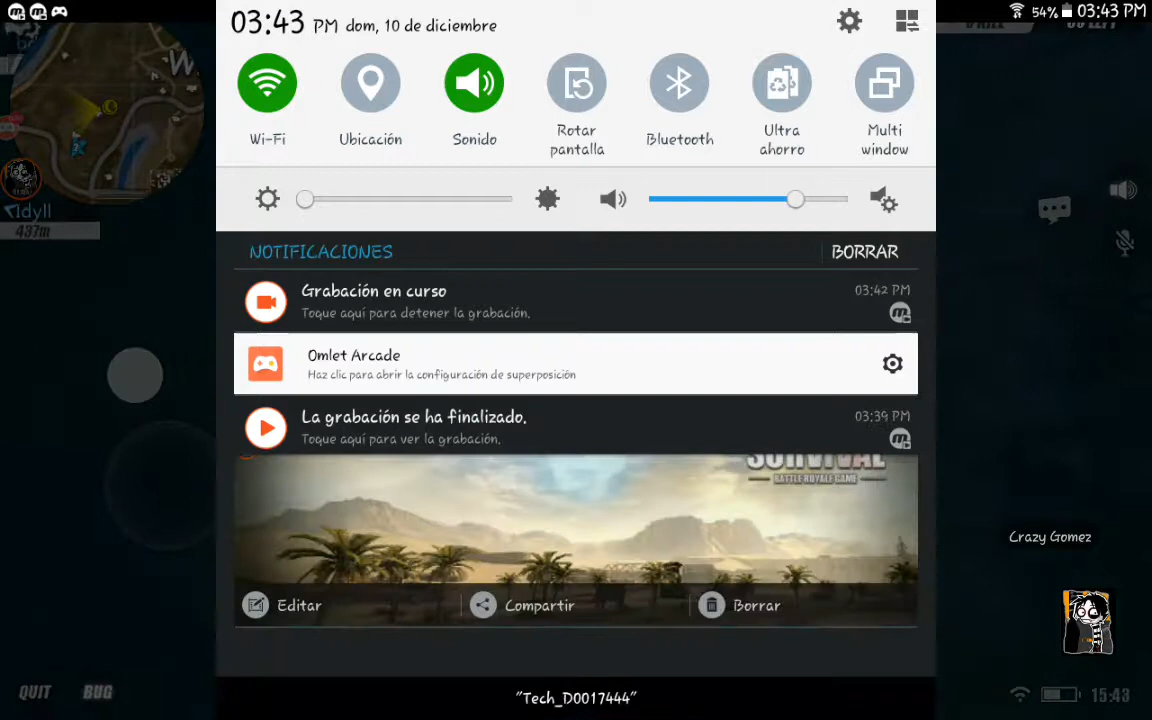 54% 03:43 PM
03:43 PM dom, 10 de diciembre
W
Wi-Fi
Ubicación
Sonido
Rotar
pantalla
Bluetooth
Ultra
ahorro
Multi
window
Idyll
437m
NOTIFICACIONES
BORRAR
Grabación en curso
03:42 PM
Toque aquí para detener la grabación.
Omlet Arcade
Haz clic para abrir la configuración de superposición
La grabación se ha finalizado.
03:39 PM
Toque aquí para ver la grabación.
SURVIVAL
BATTLE ROYALE GAME
Crazy Gomez
Editar
Compartir
Borrar
QUIT
BUG
"Tech_D0017444"
15:43